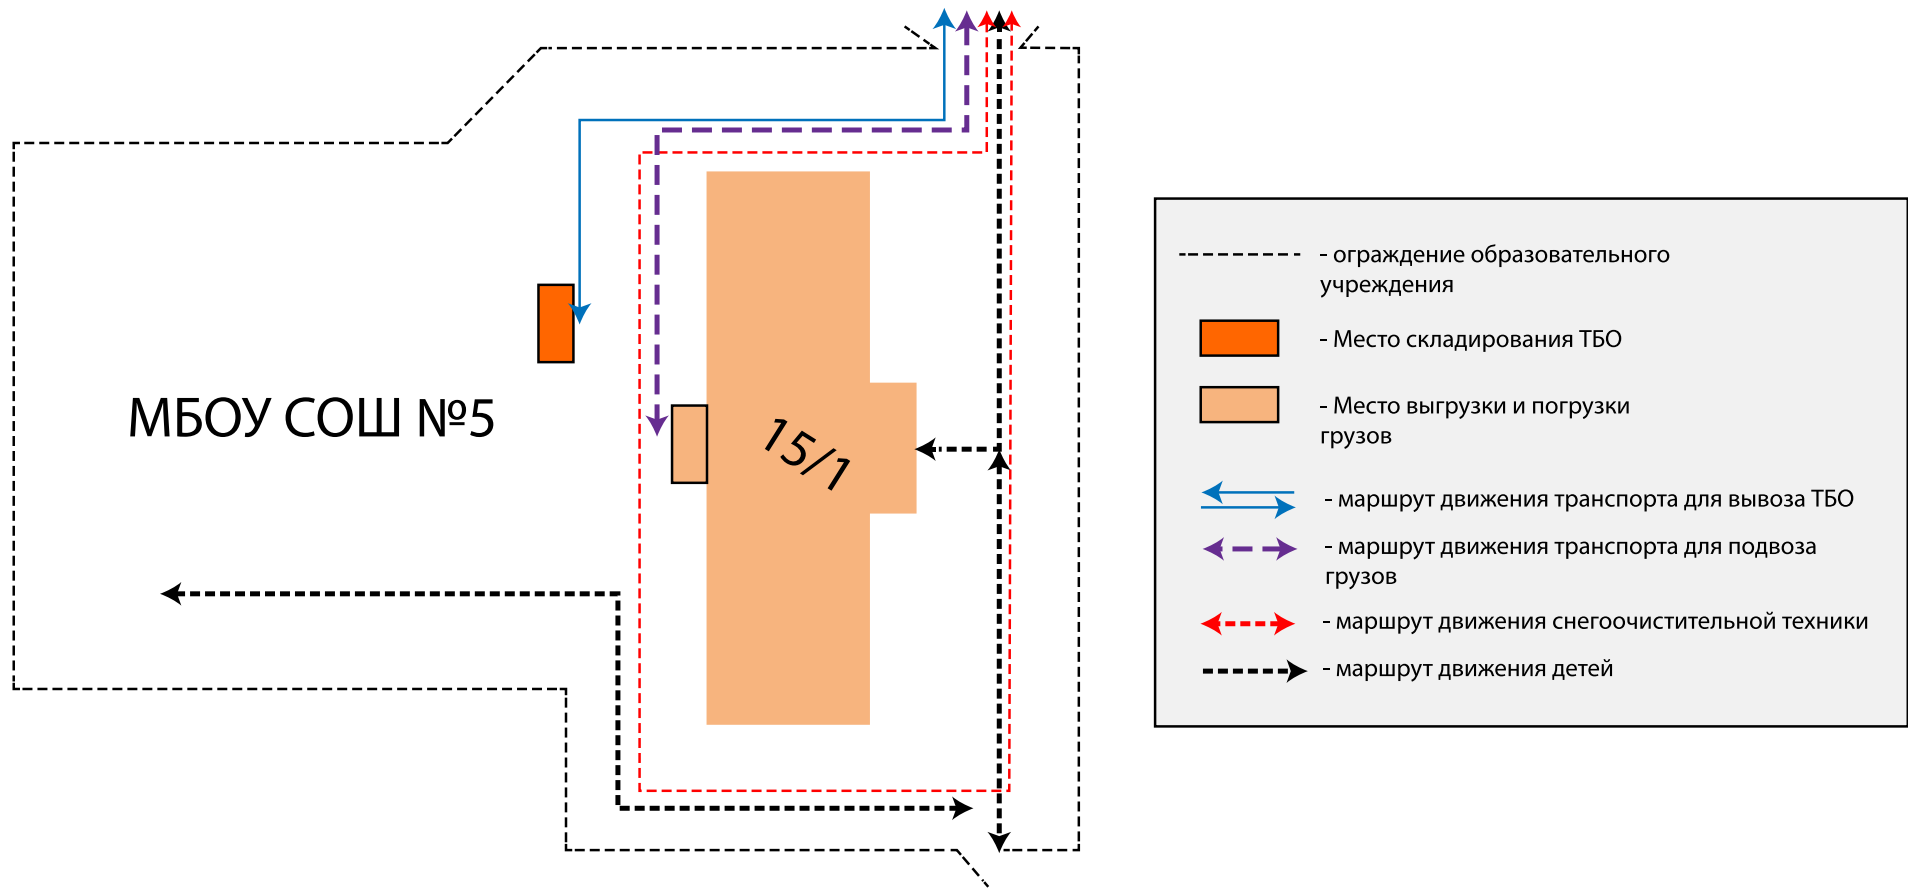 МБОУ СОШ №5
15/1
- ограждение образовательного
учреждения
- Место складирования ТБО
- Место выгрузки и погрузки
грузов
- маршрут движения транспорта для вывоза ТБО
- маршрут движения транспорта для подвоза
грузов
- маршрут движения снегоочистительной техники
- маршрут движения детей